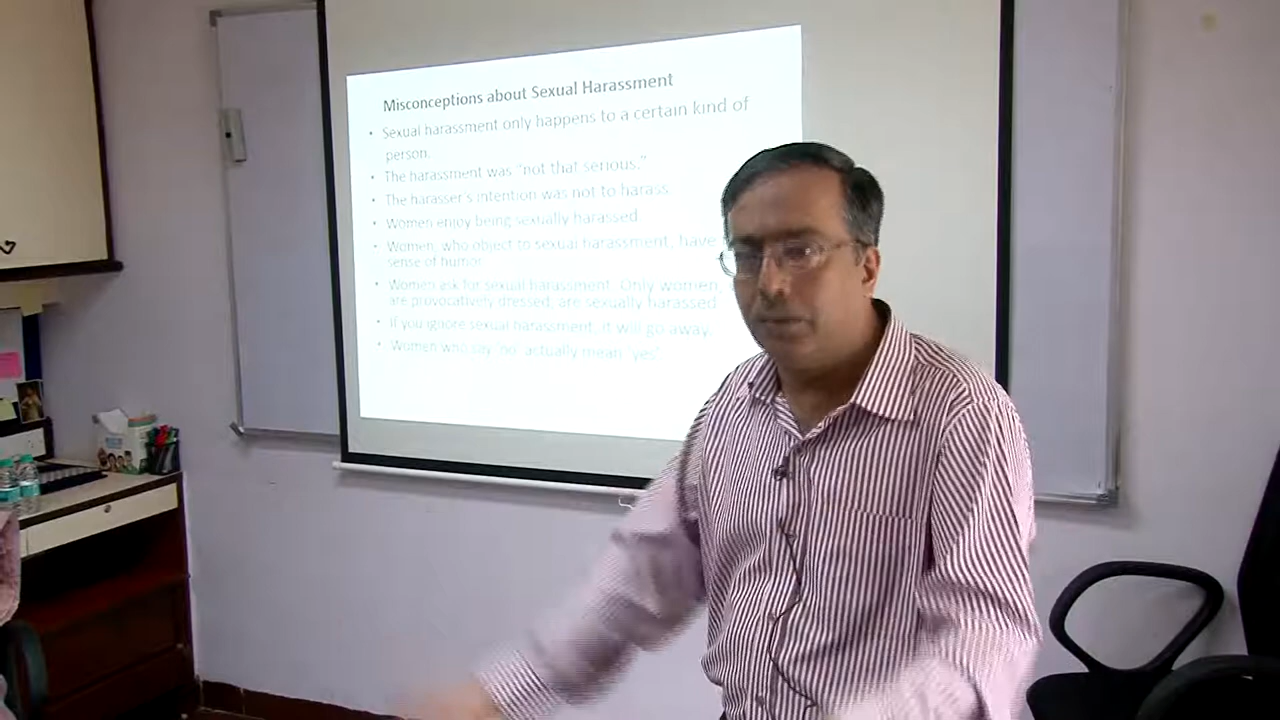 Misconceptions about Sexual Harassment
• Sexual harassment only happens to a certain kind of
person.
• The harassment was "not that serious."
• The harasser's intention was not to harass
• Women enjoy being sexually harassed
• Women, who object to sexual harassment, have
sense of humor
• Women ask for sexual harassment. Only women,
are provocatively dressed, are sexually harassed
• If you ignore sexual harassment, it will go away.
• Women who say "no" actually mean "yes"